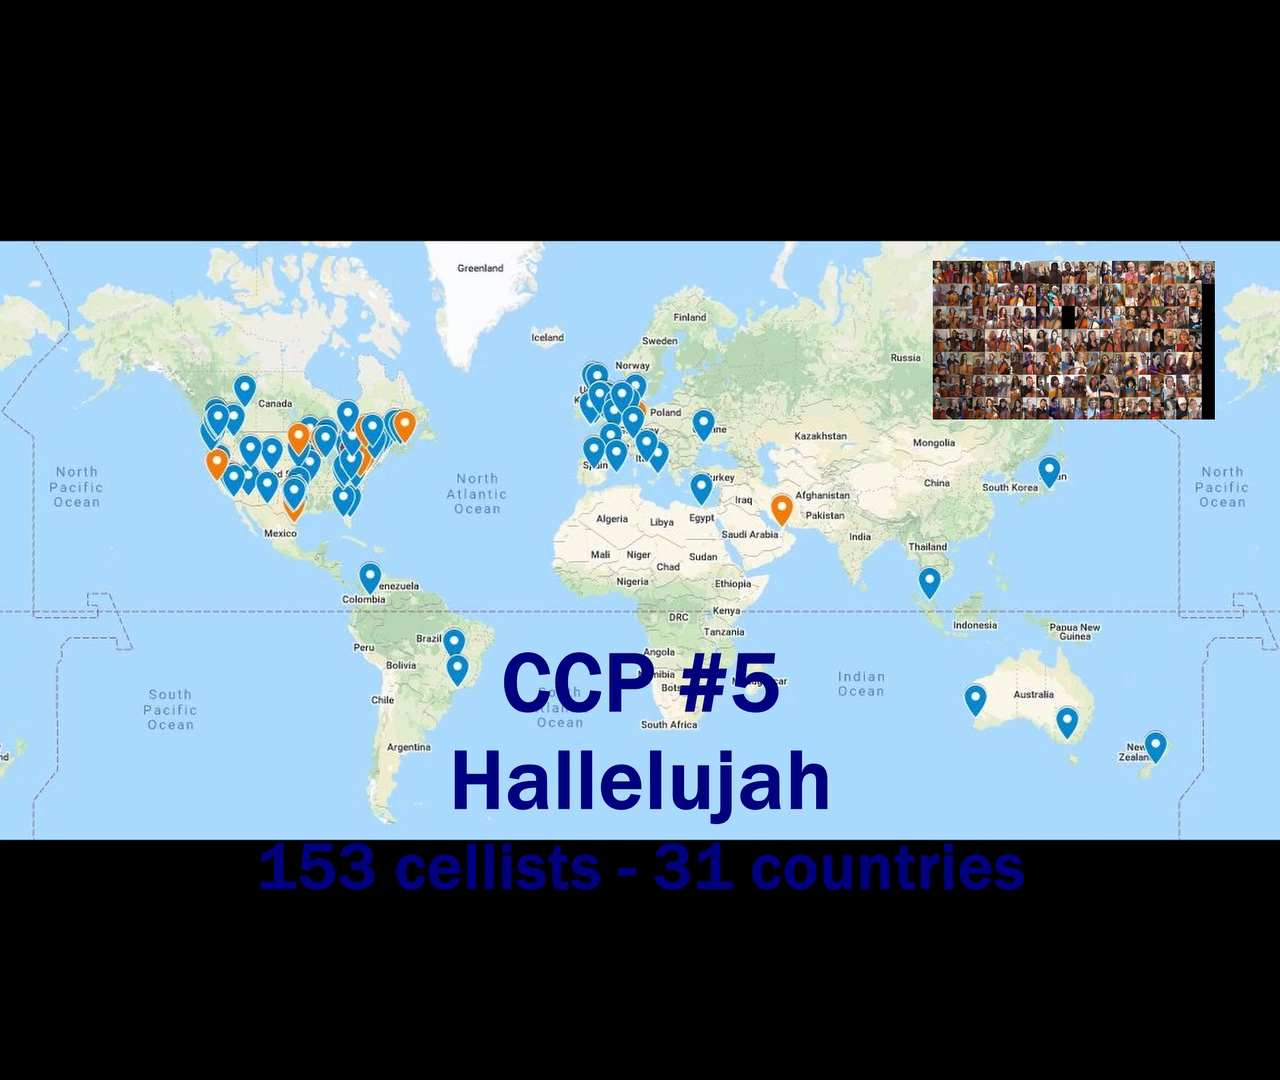 Greenland
Iceland
Finland
Sweden
Norway
Russia
Canada
Poland
Kazakhstan
Mongolia
North
Pacific
Ocean
North
Atlantic
Ocean
North
Pacific
Ocean
China
South Korea
Iraq
Afghanistan
Pakistan
Algeria
Libya
Egypt
Saudi Arabia
India
Mexico
Mali
Niger
Chad
Sudan
Thailand
Nigeria
Ethiopia
Colombia
DRC
Kenya
Indonesia
Papua New
Guinea
Tanzania
Brazil
Peru
Angola
Bolivia
CCP #5
Indian
Ocean
Australia
South
Pacific
Ocean
Ocean
Chile
South Africa
Argentina
New
Hallelujah
153 cellists - 31 countries